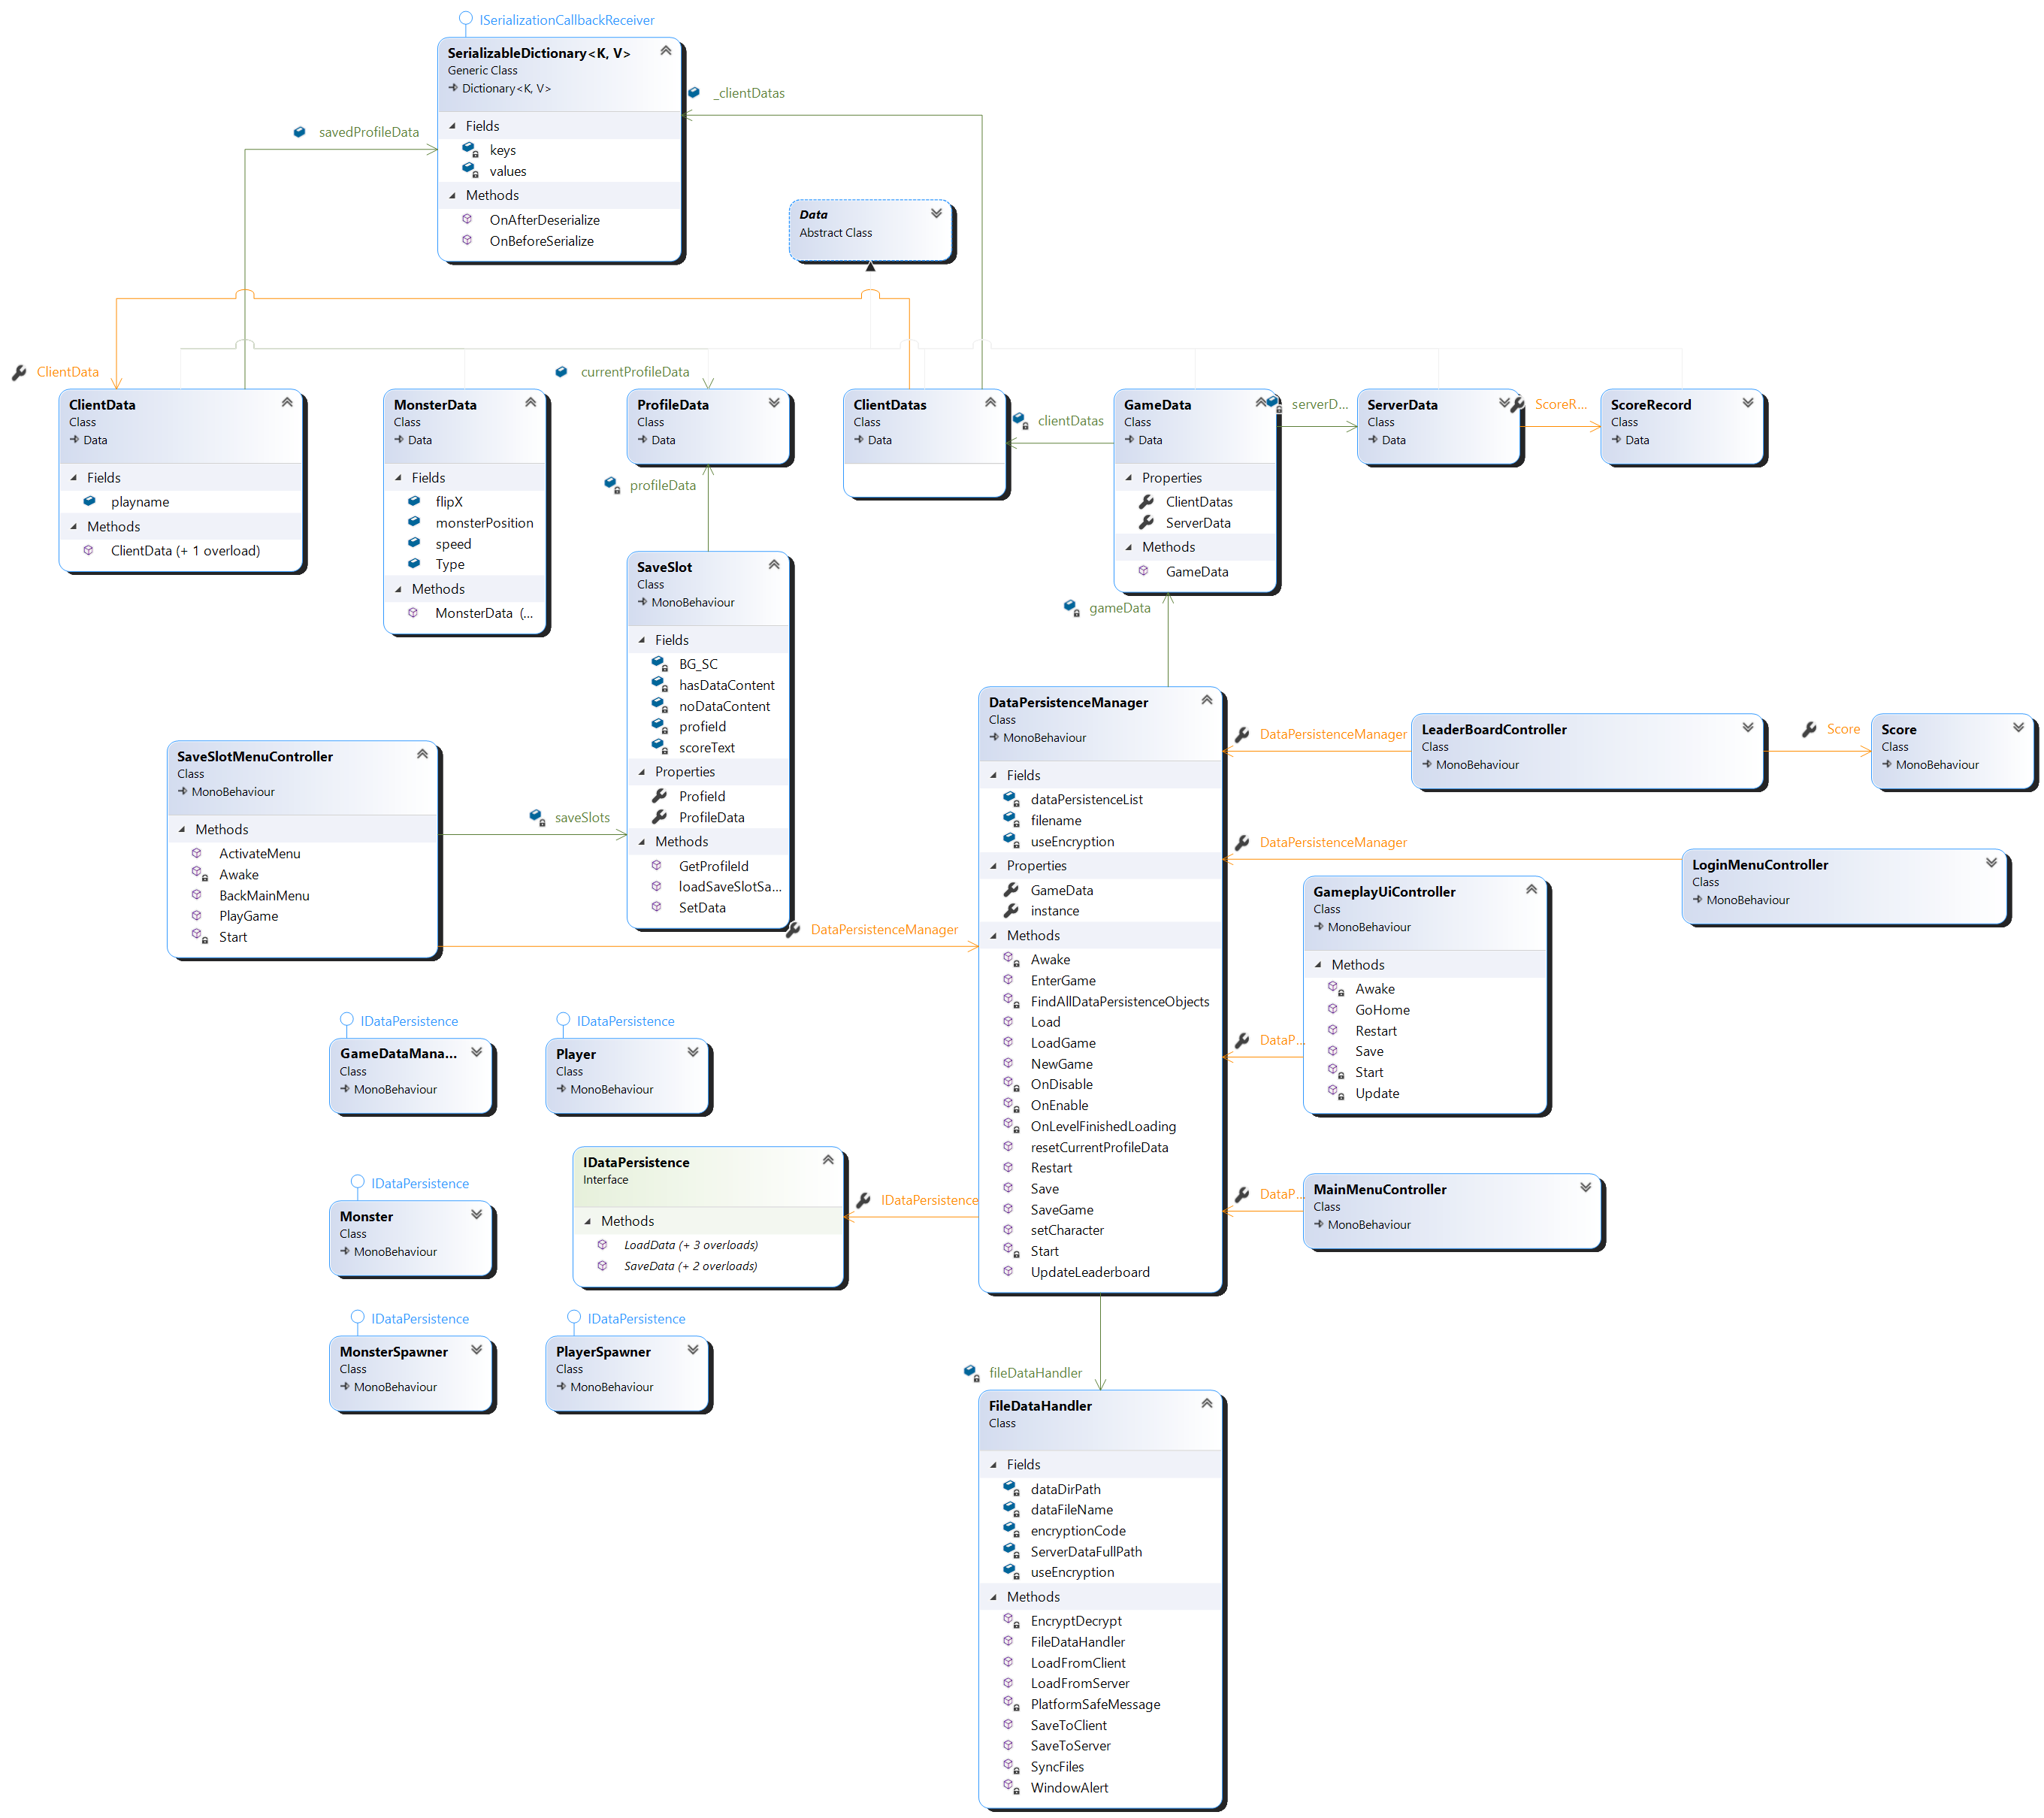 ISerializationCallbackReceiver
SerializableDictionary<K, V>
Generic Class
Dictionary<K, V>
Fields
keys
values
Methods
OnAfterDeserialize
OnBeforeSerialize
_clientDatas
savedProfileData
Data
Abstract Class
ClientData
ClientData
Class
Data
Fields
playname
Methods
ClientData (+ 1 overload)
MonsterData
Class
Data
Fields
flipX
monsterPosition
speed
Type
Methods
MonsterData (...
currentProfileData
ProfileData
Class
Data
profileData
ClientDatas
Class
Data
clientDatas
GameData
Class
Data
Properties
ClientDatas
ServerData
Methods
GameData
serverD...
ServerData
Class
Data
ScoreR...
ScoreRecord
Class
Data
gameData
SaveSlot
Class
MonoBehaviour
Fields
BG_SC
hasDataContent
noDataContent
profieId
scoreText
Properties
ProfieId
ProfileData
Methods
GetProfileId
loadSaveSlotSa...
SetData
SaveSlotMenuController
Class
MonoBehaviour
Methods
ActivateMenu
Awake
BackMainMenu
PlayGame
Start
saveSlots
DataPersistenceManager
DataPersistenceManager
Class
MonoBehaviour
Fields
dataPersistenceList
filename
useEncryption
Properties
GameData
instance
Methods
Awake
EnterGame
FindAllDataPersistenceObjects
Load
LoadGame
NewGame
OnDisable
OnEnable
OnLevelFinishedLoading
resetCurrentProfileData
Restart
Save
SaveGame
setCharacter
Start
UpdateLeaderboard
DataPersistenceManager
LeaderBoardController
Class
MonoBehaviour
Score
Score
Class
MonoBehaviour
DataPersistenceManager
LoginMenuController
Class
MonoBehaviour
GameplayUiController
Class
MonoBehaviour
Methods
Awake
GoHome
Restart
Save
Start
Update
DataP...
DataP...
MainMenuController
Class
MonoBehaviour
IDataPersistence
GameDataMana...
Class
MonoBehaviour
IDataPersistence
Player
Class
MonoBehaviour
IDataPersistence
Interface
Methods
LoadData (+ 3 overloads)
SaveData (+ 2 overloads)
IDataPersistence
IDataPersistence
Monster
Class
MonoBehaviour
IDataPersistence
MonsterSpawner
Class
MonoBehaviour
IDataPersistence
PlayerSpawner
Class
MonoBehaviour
fileDataHandler
FileDataHandler
Class
Fields
dataDirPath
dataFileName
encryptionCode
ServerDataFullPath
useEncryption
Methods
EncryptDecrypt
FileDataHandler
LoadFromClient
LoadFromServer
PlatformSafeMessage
SaveToClient
SaveToServer
SyncFiles
WindowAlert